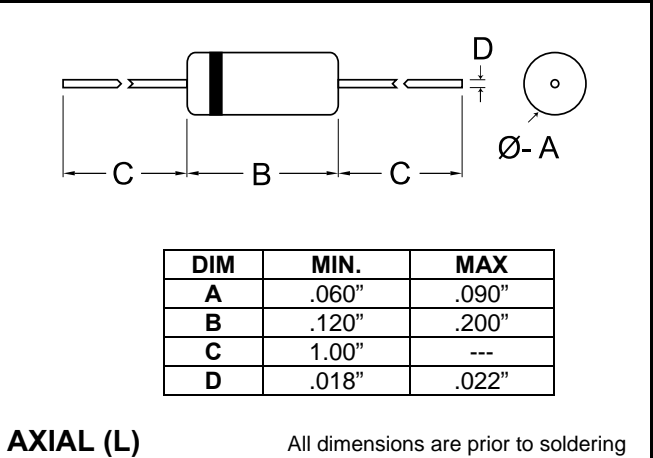 D
Ø- A
C B C
DIM MIN. MAX
A .060” .090”
B .120” .200”
C 1.00” ---
D .018” .022”
AXIAL (L) All dimensions are prior to soldering